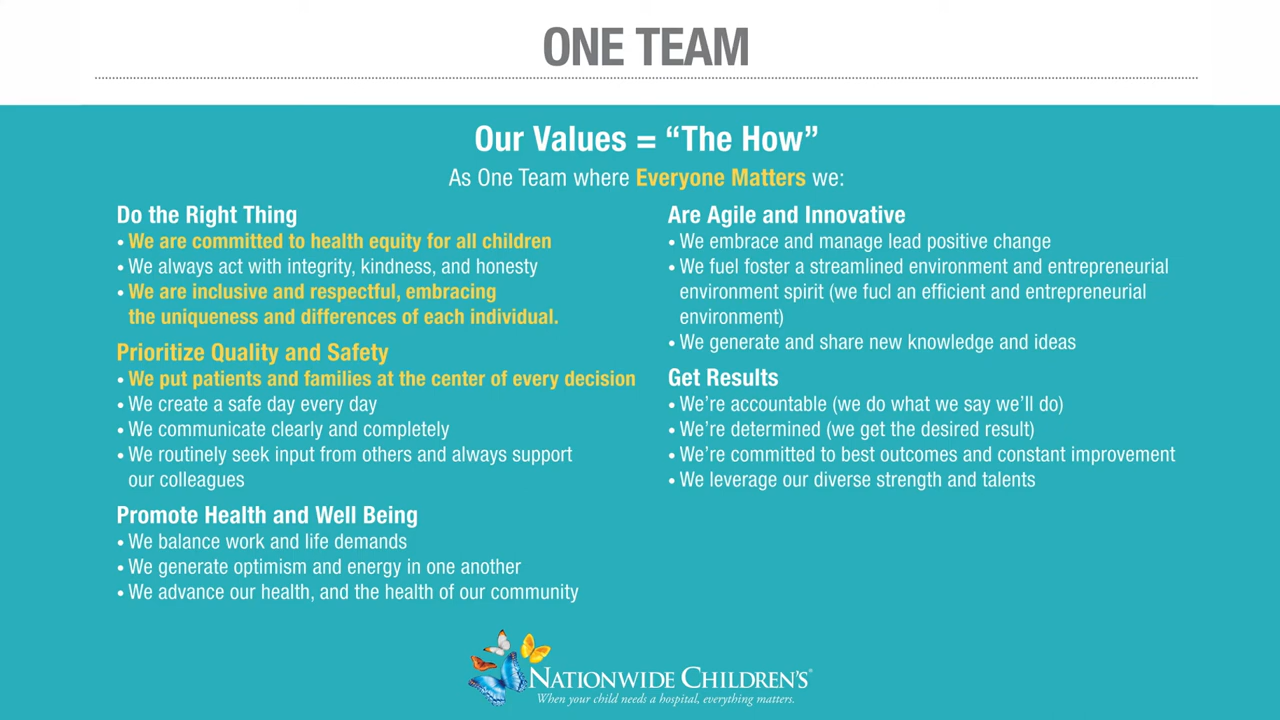 ONE TEAM
Our Values = “The How”
As One Team where Everyone Matters we:
Do the Right Thing
• We are committed to health equity for all children
• We always act with integrity, kindness, and honesty
• We are inclusive and respectful, embracing
the uniqueness and differences of each individual.
Prioritize Quality and Safety
• We put patients and families at the center of every decision
• We create a safe day every day
• We communicate clearly and completely
• We routinely seek input from others and always support
our colleagues
Promote Health and Well Being
• We balance work and life demands
• We generate optimism and energy in one another
• We advance our health, and the health of our community
Are Agile and Innovative
• We embrace and manage lead positive change
• We fuel foster a streamlined environment and entrepreneurial
environment spirit (we fucl an efficient and entrepreneurial
environment)
• We generate and share new knowledge and ideas
Get Results
• We’re accountable (we do what we say we’ll do)
• We’re determined (we get the desired result)
• We’re committed to best outcomes and constant improvement
• We leverage our diverse strength and talents
NATIONWIDE CHILDREN’S®
When your child needs a hospital, everything matters.